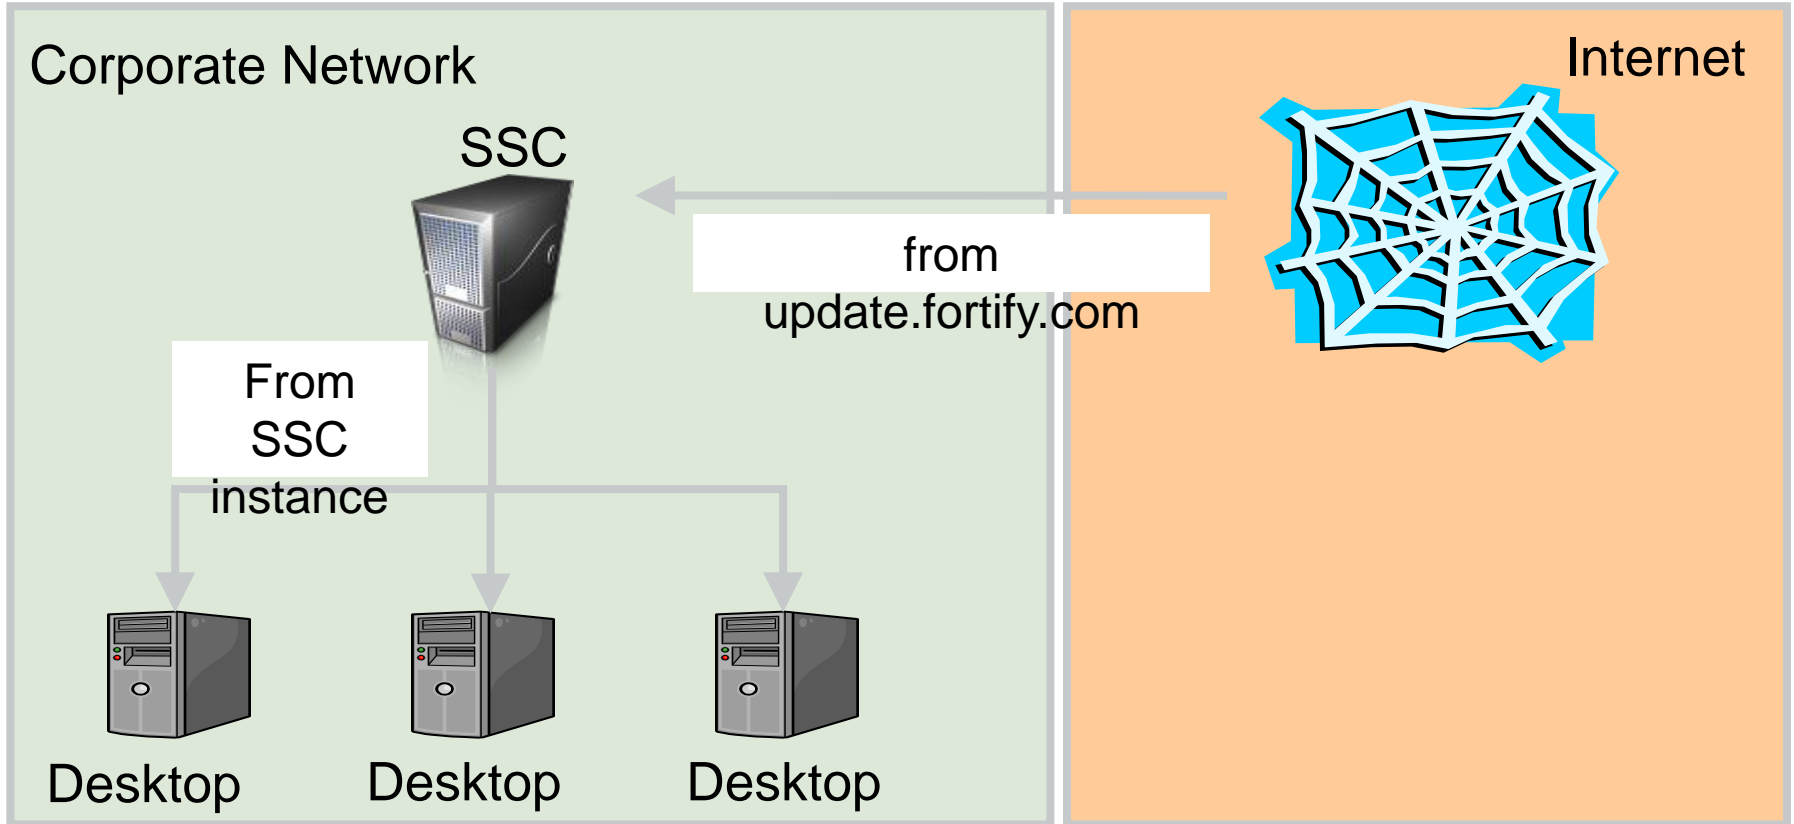 Corporate Network
Internet
SSC
from
update.fortify.com
From
SSC
instance
Desktop
Desktop
Desktop